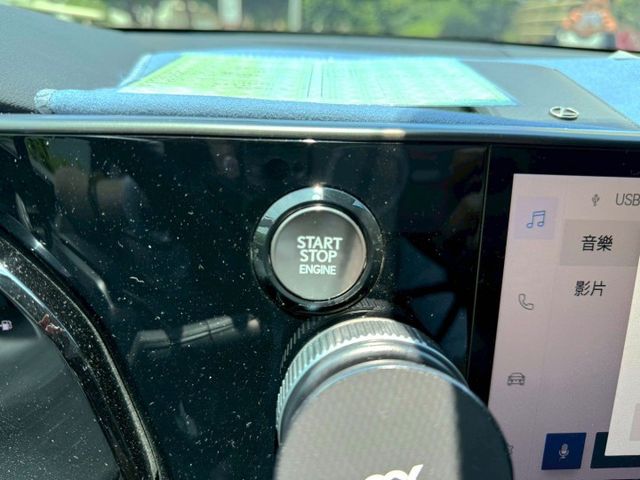 START
STOP
ENGINE
USB
音樂
影片